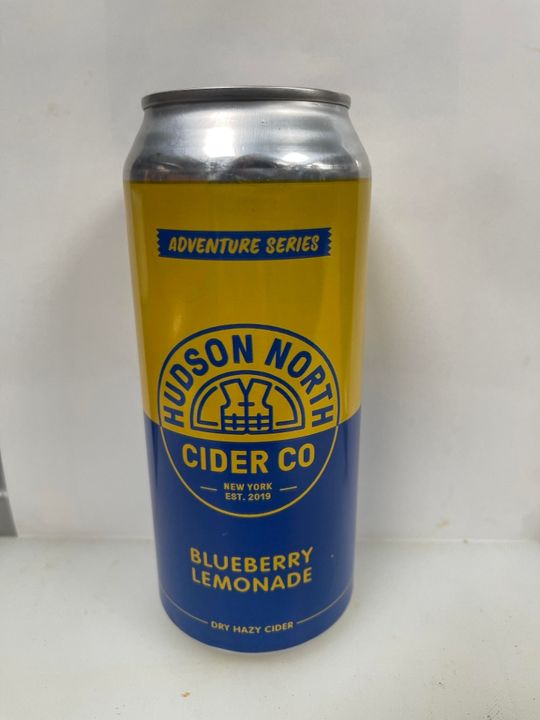 ADVENTURE SERIES
HUDSON NORTH
CIDER CO
NEW YORK
EST. 2019
BLUEBERRY
LEMONADE
DRY HAZY CIDER